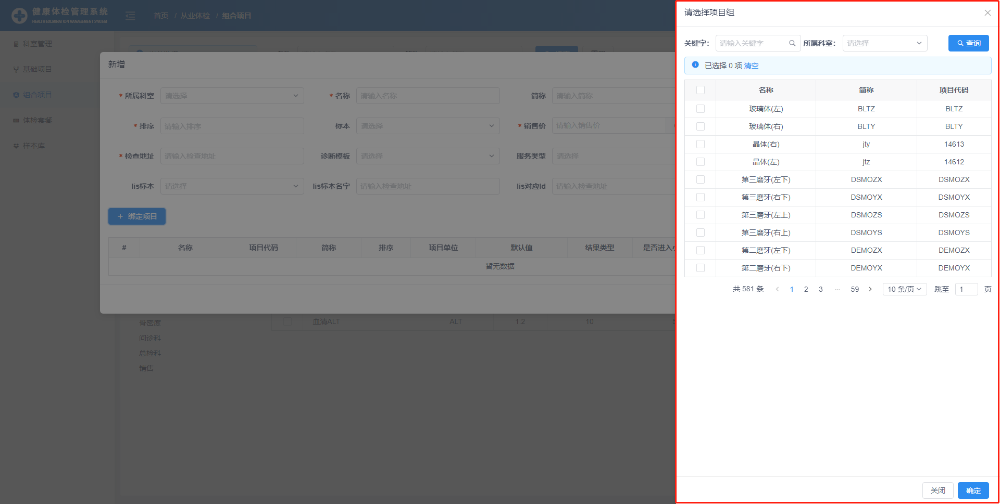 健康体检管理系统
HEALTH EXEMINATION MANAGEMENT SYSTEM
首页 / 从业体检 / 组合项目
科室管理
基础项目
组合项目
体检套餐
样本库
新增
* 所属科室 请选择 * 名称 请输入名称 简称 请输入简称
* 排序 请输入排序 标本 请选择 * 销售价 请输入销售价
* 检查地址 请输入检查地址 诊断模板 请选择 服务类型 请选择
lis标本 请选择 lis标本名字 请输入检查地址 lis对应Id 请输入检查地址
+ 绑定项目
# 名称 项目代码 简称 排序 项目单位 默认值 结果类型 是否进入
暂无数据
血清ALT ALT 1.2 10
骨密度
问诊科
总检科
销售
请选择项目组
关键字: 请输入关键字 所属科室: 请选择 查询
已选择 0 项 清空
名称 简称 项目代码
玻璃体(左) BLTZ BLTZ
玻璃体(右) BLTY BLTY
晶体(右) jty 14613
晶体(左) jtz 14612
第三磨牙(左下) DSMOZX DSMOZX
第三磨牙(右下) DSMOYX DSMOYX
第三磨牙(左上) DSMOZS DSMOZS
第三磨牙(右上) DSMOYS DSMOYS
第二磨牙(左下) DEMOZX DEMOZX
第二磨牙(右下) DEMOYX DEMOYX
共 581 条 1 2 3 ··· 59 10 条/页 跳至 1 页
关闭 确定